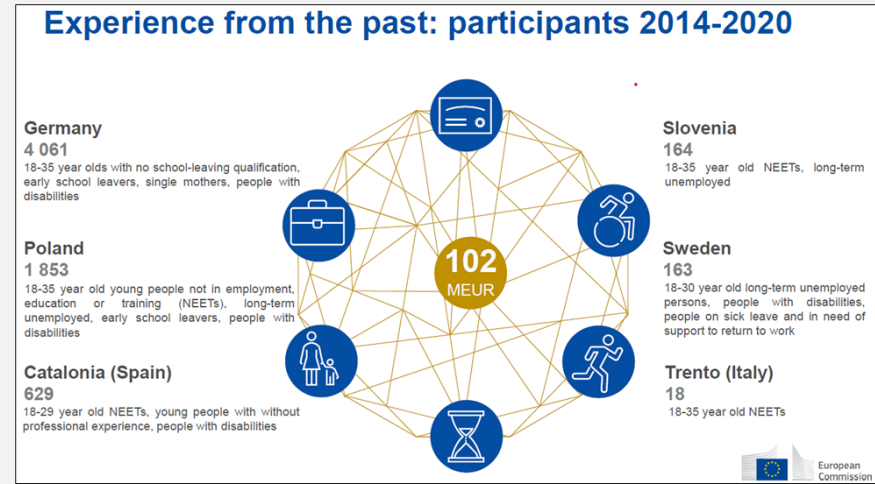 Experience from the past: participants 2014-2020
Germany
4 061
18-35 year olds with no school-leaving qualification,
early school leavers, single mothers, people with
disabilities
Poland
1 853
18-35 year old young people not in employment,
education or training (NEETs), long-term
unemployed, early school leavers, people with
disabilities
Catalonia (Spain)
629
18-29 year old NEETs, young people with without
professional experience, people with disabilities
102
MEUR
Slovenia
164
18-35 year old NEETs, long-term
unemployed
Sweden
163
18-30 year old long-term unemployed
persons, people with disabilities,
people on sick leave and in need of
support to return to work
Trento (Italy)
18
18-35 year old NEETs
European
Commission